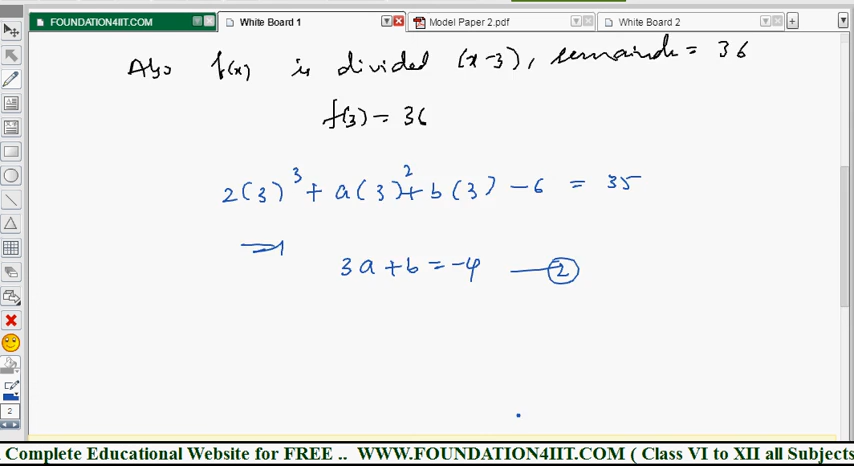 FOUNDATION4IIT.COM White Board 1 Model Paper 2.pdf White Board 2
Also f(x) is divided (x-3), remainde = 36
f(3) = 36
2(3)³ + a(3)² + b(3) - 6 = 35
⇒
3a + b = -4 — ②
2
Complete Educational Website for FREE .. WWW.FOUNDATION4IIT.COM ( Class VI to XII all Subjects